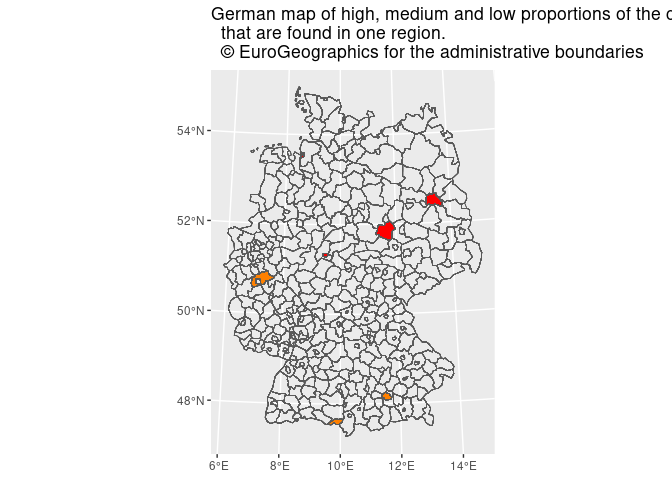 German map of high, medium and low proportions of the
that are found in one region.
© EuroGeographics for the administrative boundaries
54°N
52°N
50°N
48°N
6°E 8°E 10°E 12°E 14°E